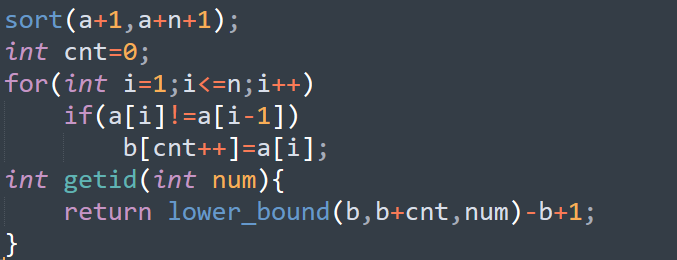 sort(a+1,a+n+1);
int cnt=0;
for(int i=1;i<=n;i++)
    if(a[i]!=a[i-1])
        b[cnt++]=a[i];
int getid(int num){
    return lower_bound(b,b+cnt,num)-b+1;
}